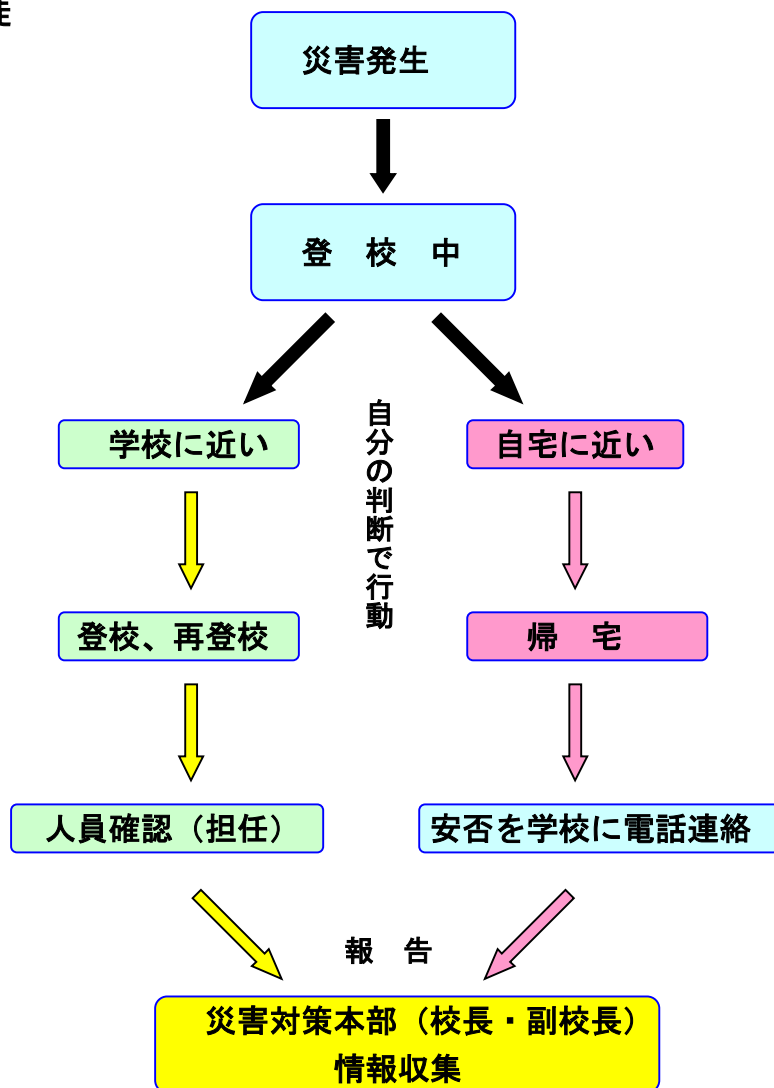 災害発生
登　校　中
自分の判断で行動
学校に近い
自宅に近い
登校、再登校
帰　宅
人員確認（担任）
安否を学校に電話連絡
報　告
災害対策本部（校長・副校長）
情報収集